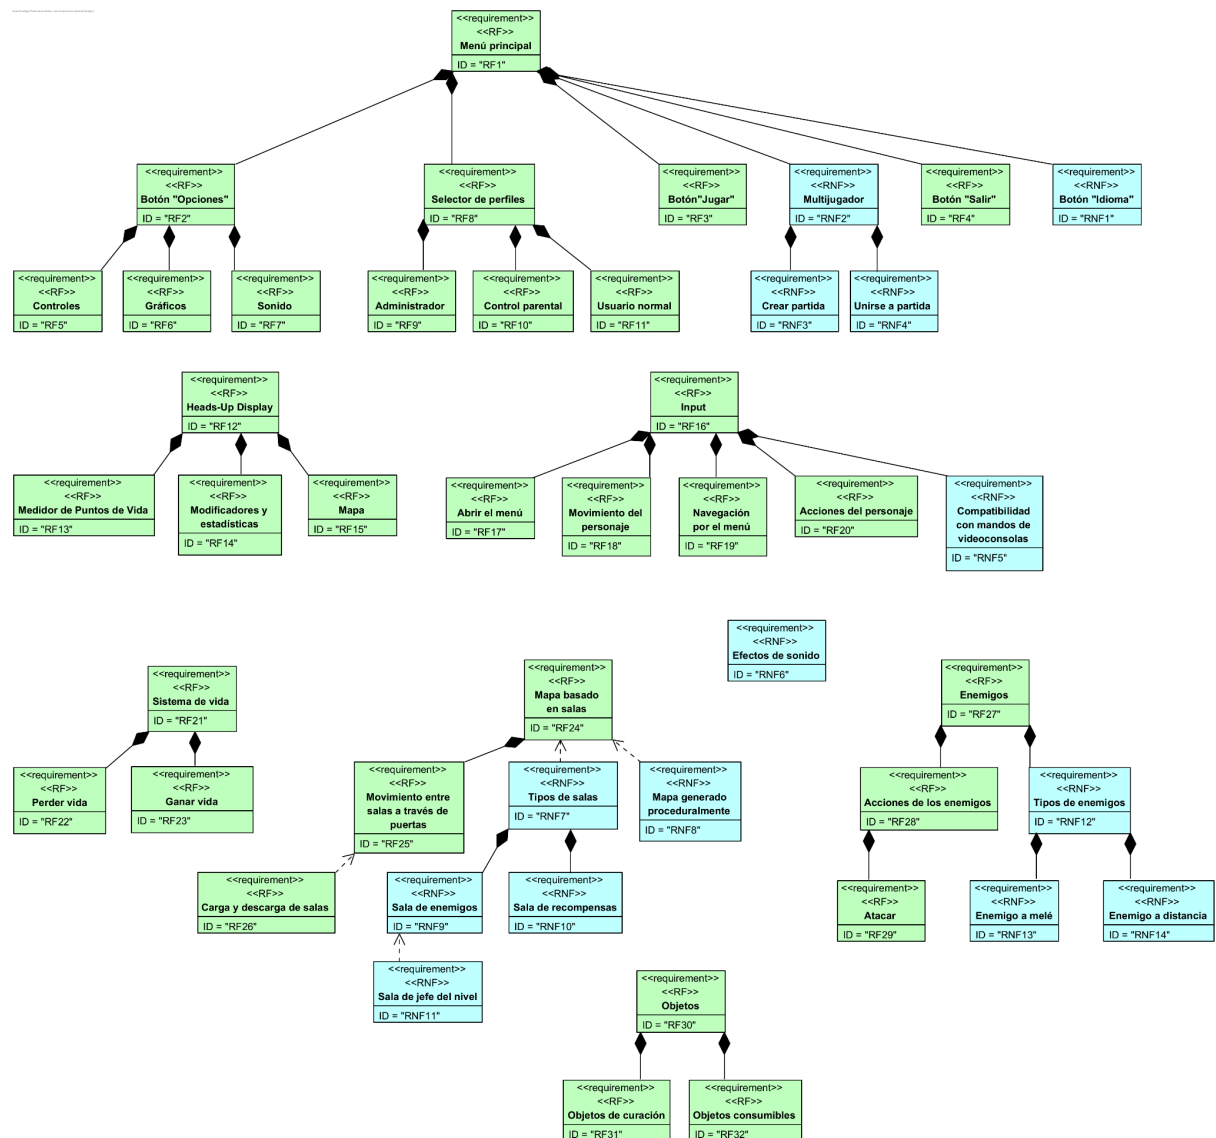 <<requirement>>
<<RF>>
Menú principal
ID = "RF1"
<<requirement>>
<<RF>>
Botón "Opciones"
ID = "RF2"
<<requirement>>
<<RF>>
Selector de perfiles
ID = "RF8"
<<requirement>>
<<RF>>
Botón"Jugar"
ID = "RF3"
<<requirement>>
<<RNF>>
Multijugador
ID = "RNF2"
<<requirement>>
<<RF>>
Botón "Salir"
ID = "RF4"
<<requirement>>
<<RNF>>
Botón "Idioma"
ID = "RNF1"
<<requirement>>
<<RF>>
Controles
ID = "RF5"
<<requirement>>
<<RF>>
Gráficos
ID = "RF6"
<<requirement>>
<<RF>>
Sonido
ID = "RF7"
<<requirement>>
<<RF>>
Administrador
ID = "RF9"
<<requirement>>
<<RF>>
Control parental
ID = "RF10"
<<requirement>>
<<RF>>
Usuario normal
ID = "RF11"
<<requirement>>
<<RNF>>
Crear partida
ID = "RNF3"
<<requirement>>
<<RNF>>
Unirse a partida
ID = "RNF4"
<<requirement>>
<<RF>>
Heads-Up Display
ID = "RF12"
<<requirement>>
<<RF>>
Input
ID = "RF16"
<<requirement>>
<<RF>>
Medidor de Puntos de Vida
ID = "RF13"
<<requirement>>
<<RF>>
Modificadores y
estadísticas
ID = "RF14"
<<requirement>>
<<RF>>
Mapa
ID = "RF15"
<<requirement>>
<<RF>>
Abrir el menú
ID = "RF17"
<<requirement>>
<<RF>>
Movimiento del
personaje
ID = "RF18"
<<requirement>>
<<RF>>
Navegación
por el menú
ID = "RF19"
<<requirement>>
<<RF>>
Acciones del personaje
ID = "RF20"
<<requirement>>
<<RNF>>
Compatibilidad
con mandos de
videoconsolas
ID = "RNF5"
<<requirement>>
<<RNF>>
Efectos de sonido
ID = "RNF6"
<<requirement>>
<<RF>>
Sistema de vida
ID = "RF21"
<<requirement>>
<<RF>>
Mapa basado
en salas
ID = "RF24"
<<requirement>>
<<RF>>
Enemigos
ID = "RF27"
<<requirement>>
<<RF>>
Perder vida
ID = "RF22"
<<requirement>>
<<RF>>
Ganar vida
ID = "RF23"
<<requirement>>
<<RF>>
Movimiento entre
salas a través de
puertas
ID = "RF25"
<<requirement>>
<<RNF>>
Tipos de salas
ID = "RNF7"
<<requirement>>
<<RNF>>
Mapa generado
proceduralmente
ID = "RNF8"
<<requirement>>
<<RF>>
Acciones de los enemigos
ID = "RF28"
<<requirement>>
<<RNF>>
Tipos de enemigos
ID = "RNF12"
<<requirement>>
<<RF>>
Carga y descarga de salas
ID = "RF26"
<<requirement>>
<<RNF>>
Sala de enemigos
ID = "RNF9"
<<requirement>>
<<RNF>>
Sala de recompensas
ID = "RNF10"
<<requirement>>
<<RF>>
Atacar
ID = "RF29"
<<requirement>>
<<RNF>>
Enemigo a melé
ID = "RNF13"
<<requirement>>
<<RNF>>
Enemigo a distancia
ID = "RNF14"
<<requirement>>
<<RNF>>
Sala de jefe del nivel
ID = "RNF11"
<<requirement>>
<<RF>>
Objetos
ID = "RF30"
<<requirement>>
<<RF>>
Objetos de curación
ID = "RF31"
<<requirement>>
<<RF>>
Objetos consumibles
ID = "RF32"